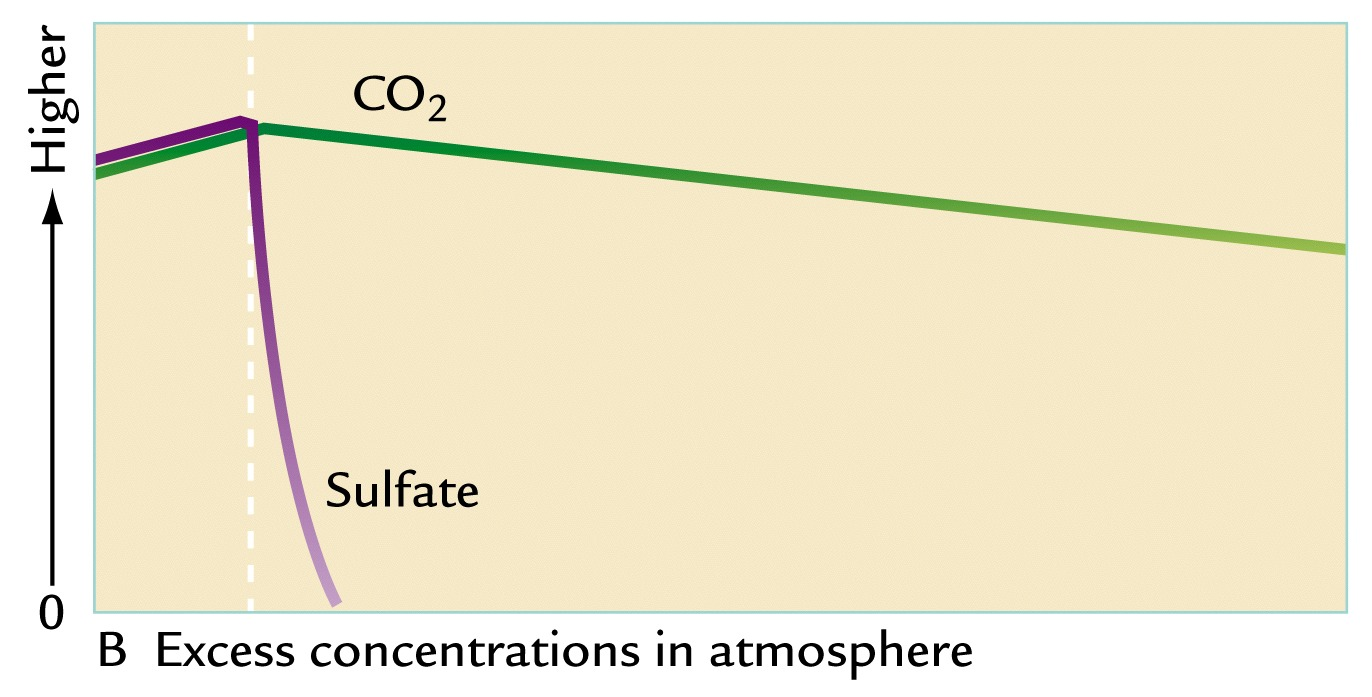 Higher
CO₂
Sulfate
0
B Excess concentrations in atmosphere